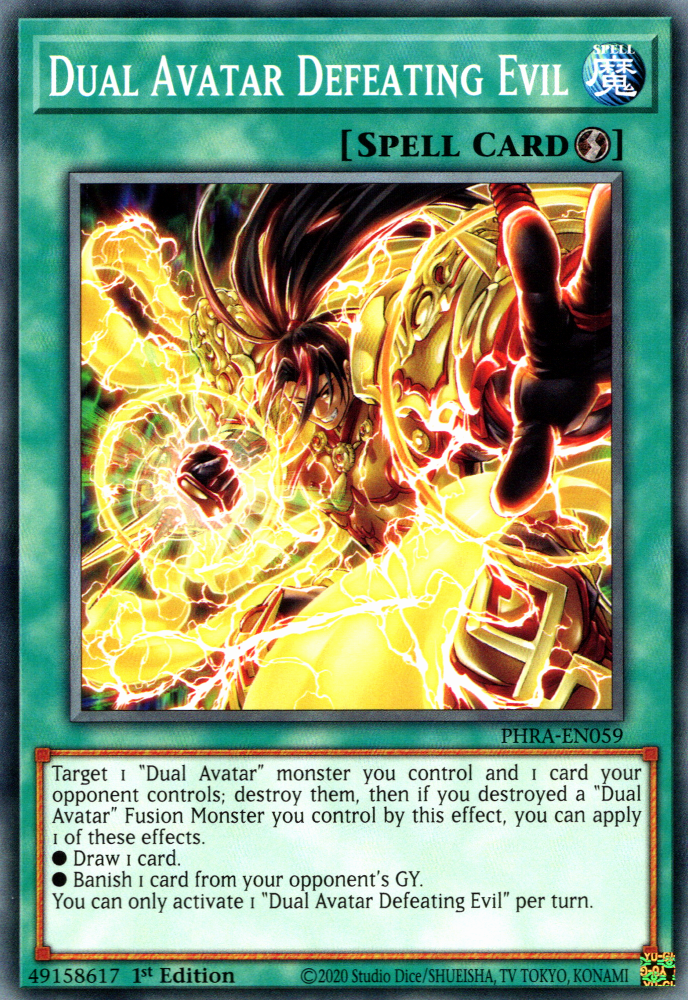 DUAL AVATAR DEFEATING EVIL
SPELL
魔
[SPELL CARD]
PHRA-EN059
Target 1 "Dual Avatar" monster you control and 1 card your
opponent controls; destroy them, then if you destroyed a "Dual
Avatar" Fusion Monster you control by this effect, you can apply
1 of these effects.
● Draw 1 card.
● Banish 1 card from your opponent's GY.
You can only activate 1 "Dual Avatar Defeating Evil" per turn.
49158617 1st Edition
©2020 Studio Dice/SHUEISHA, TV TOKYO, KONAMI